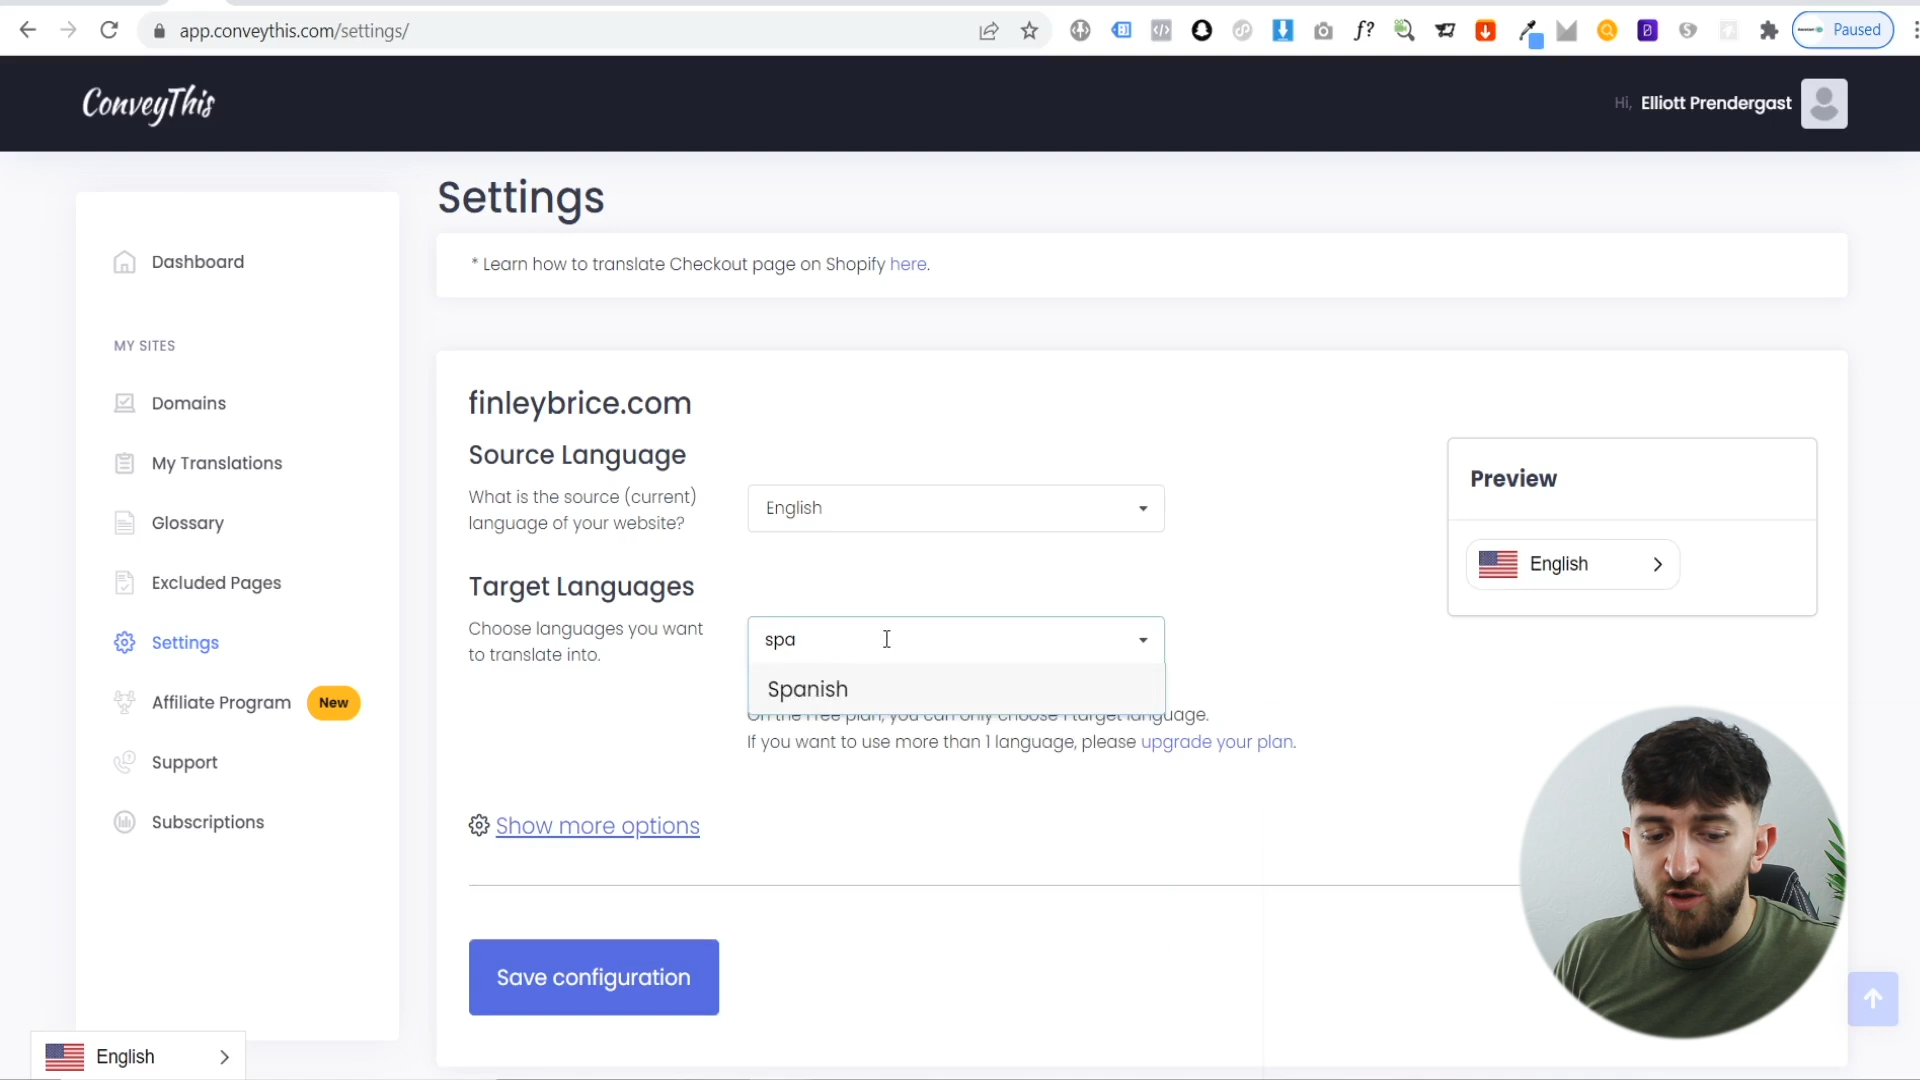 app.conveythis.com/settings/
Paused
ConveyThis
Hi, Elliott Prendergast
Settings
* Learn how to translate Checkout page on Shopify here.
Dashboard
MY SITES
Domains
My Translations
Glossary
Excluded Pages
Settings
Affiliate Program New
Support
Subscriptions
finleybrice.com
Source Language
What is the source (current)
language of your website?
English
Target Languages
Choose languages you want
to translate into.
spa
Spanish
On the Free plan, you can only choose 1 target language.
If you want to use more than 1 language, please upgrade your plan.
Show more options
Save configuration
Preview
English
English